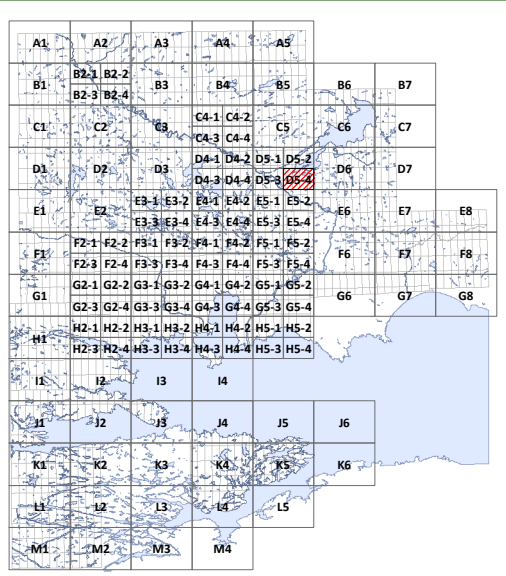 A1 A2 A3 A4 A5
B2-1 B2-2
B1 B3 B4 B5 B6 B7
B2-3 B2-4
C4-1 C4-2
C1 C2 C3 C5 C6 C7
C4-3 C4-4
D4-1 D4-2 D5-1 D5-2
D1 D2 D3 D6 D7
D4-3 D4-4 D5-3 D5-4
E3-1 E3-2 E4-1 E4-2 E5-1 E5-2
E1 E2 E6 E7 E8
E3-3 E3-4 E4-3 E4-4 E5-3 E5-4
F2-1 F2-2 F3-1 F3-2 F4-1 F4-2 F5-1 F5-2
F1 F6 F7 F8
F2-3 F2-4 F3-3 F3-4 F4-3 F4-4 F5-3 F5-4
G2-1 G2-2 G3-1 G3-2 G4-1 G4-2 G5-1 G5-2
G1 G6 G7 G8
G2-3 G2-4 G3-3 G3-4 G4-3 G4-4 G5-3 G5-4
H2-1 H2-2 H3-1 H3-2 H4-1 H4-2 H5-1 H5-2
H1
H2-3 H2-4 H3-3 H3-4 H4-3 H4-4 H5-3 H5-4
I1 I2 I3 I4
J1 J2 J3 J4 J5 J6
K1 K2 K3 K4 K5 K6
L1 L2 L3 L4 L5
M1 M2 M3 M4